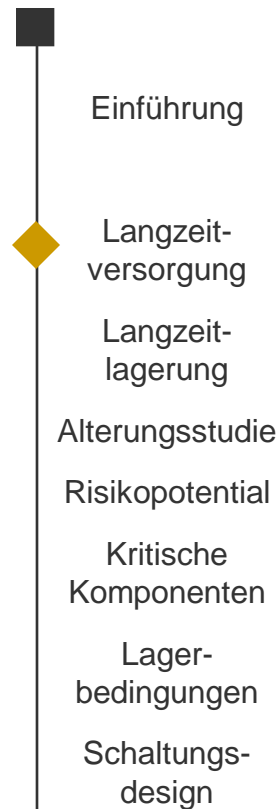 Einführung
Langzeit-
versorgung
Langzeit-
lagerung
Alterungsstudie
Risikopotential
Kritische
Komponenten
Lager-
bedingungen
Schaltungs-
design